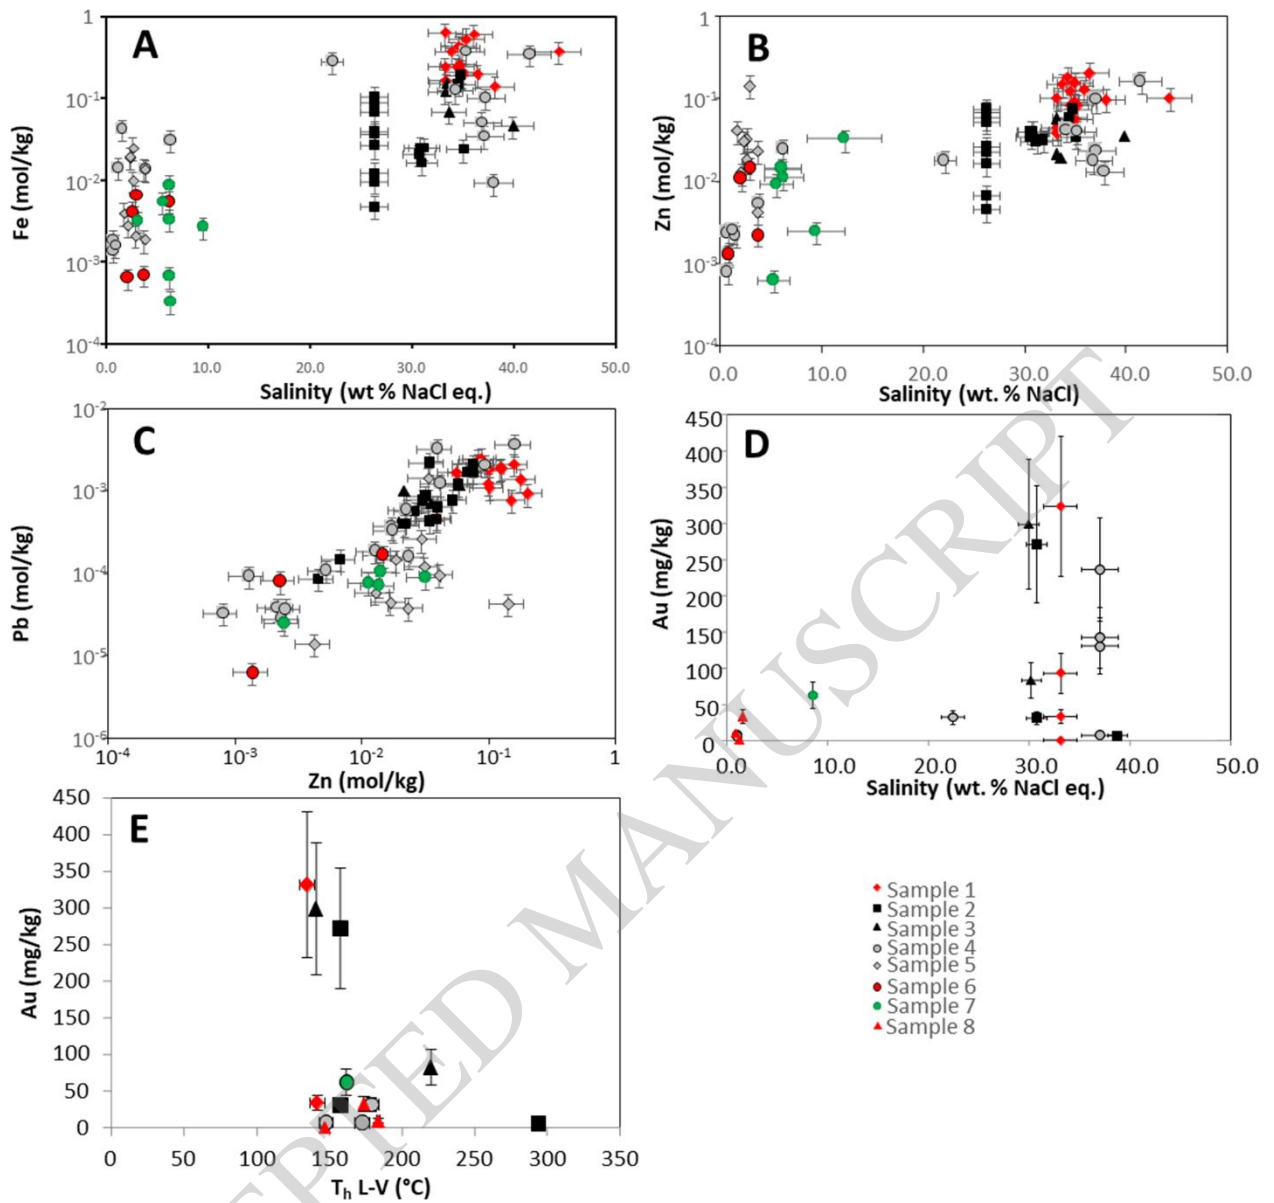 A
Fe (mol/kg)
1
10-1
10-2
10-3
10-4
0.0 10.0 20.0 30.0 40.0 50.0
Salinity (wt % NaCl eq.)
B
Zn (mol/kg)
1
10-1
10-2
10-3
10-4
0.0 10.0 20.0 30.0 40.0 50.0
Salinity (wt. % NaCl)
C
Pb (mol/kg)
10-2
10-3
10-4
10-5
10-6
10-4 10-3 10-2 10-1 1
Zn (mol/kg)
D
Au (mg/kg)
450
400
350
300
250
200
150
100
50
0
0.0 10.0 20.0 30.0 40.0 50.0
Salinity (wt. % NaCl eq.)
E
Au (mg/kg)
450
400
350
300
250
200
150
100
50
0
0 50 100 150 200 250 300 350
Th L-V (°C)
Sample 1
Sample 2
Sample 3
Sample 4
Sample 5
Sample 6
Sample 7
Sample 8
EPTED MANUSCRIPT